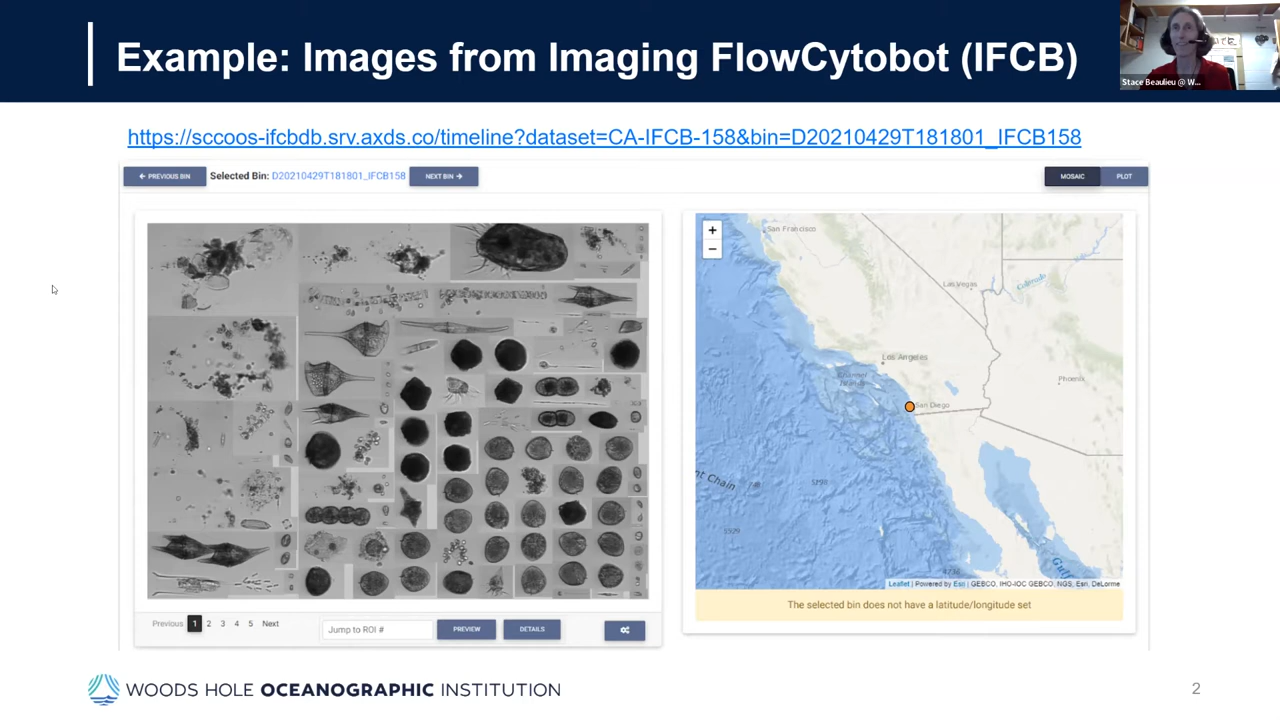 Example: Images from Imaging FlowCytobot (IFCB)
Stace Beaulieu @ W...
https://sccoos-ifcbdb.srv.axds.co/timeline?dataset=CA-IFCB-158&bin=D20210429T181801_IFCB158
← PREVIOUS BIN Selected Bin: D20210429T181801_IFCB158 NEXT BIN →
MOSAIC PLOT
+
−
San Francisco
Las Vegas
Colorado
Los Angeles
Channel
Islands
Phoenix
San Diego
nt Chain
5529
Gulf
Leaflet | Powered by Esri | GEBCO, IHO-IOC GEBCO, NGS, Esri, DeLorme
The selected bin does not have a latitude/longitude set
Previous 1 2 3 4 5 Next
Jump to ROI # PREVIEW DETAILS
WOODS HOLE OCEANOGRAPHIC INSTITUTION
2